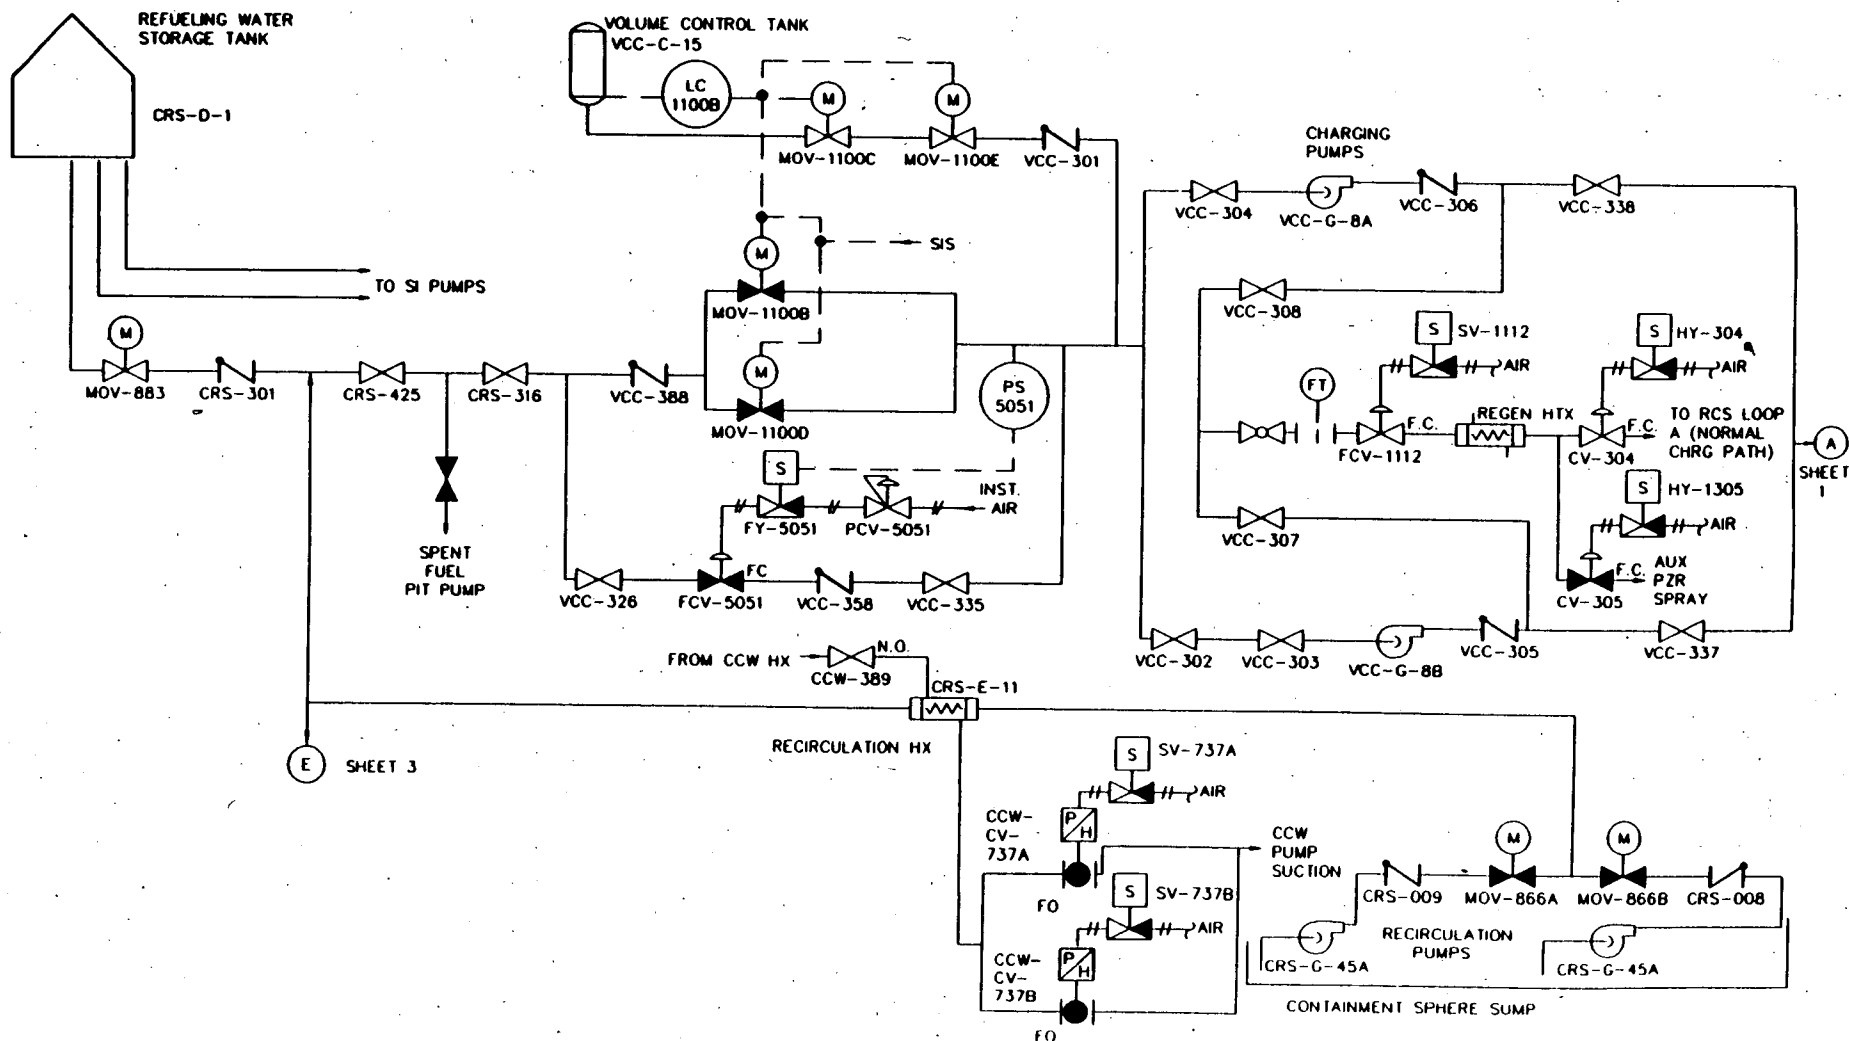 REFUELING WATER
STORAGE TANK
CRS-D-1
VOLUME CONTROL TANK
VCC-C-15
LC
1100B
M
M
MOV-1100C
MOV-1100E
VCC-301
TO SI PUMPS
M
MOV-883
CRS-301
CRS-425
CRS-316
VCC-388
M
MOV-1100B
SIS
M
MOV-1100D
PS
5051
SPENT
FUEL
PIT PUMP
S
FY-5051
PCV-5051
INST.
AIR
VCC-326
FCV-5051
FC
VCC-358
VCC-335
CHARGING
PUMPS
VCC-304
VCC-G-8A
VCC-306
VCC-338
VCC-308
S
SV-1112
AIR
S
HY-304
AIR
FT
FCV-1112
F.C.
REGEN HTX
CV-304
F.C.
TO RCS LOOP
A (NORMAL
CHRG PATH)
A
SHEET
1
S
HY-1305
AIR
VCC-307
CV-305
F.C.
AUX
PZR
SPRAY
VCC-302
VCC-303
VCC-G-8B
VCC-305
VCC-337
FROM CCW HX
N.O.
CCW-389
CRS-E-11
RECIRCULATION HX
E
SHEET 3
S
SV-737A
AIR
P
H
CCW-
CV-
737A
FO
CCW
PUMP
SUCTION
S
SV-737B
AIR
P
H
CCW-
CV-
737B
FO
M
M
CRS-009
MOV-866A
MOV-866B
CRS-008
RECIRCULATION
PUMPS
CRS-G-45A
CRS-G-45A
CONTAINMENT SPHERE SUMP